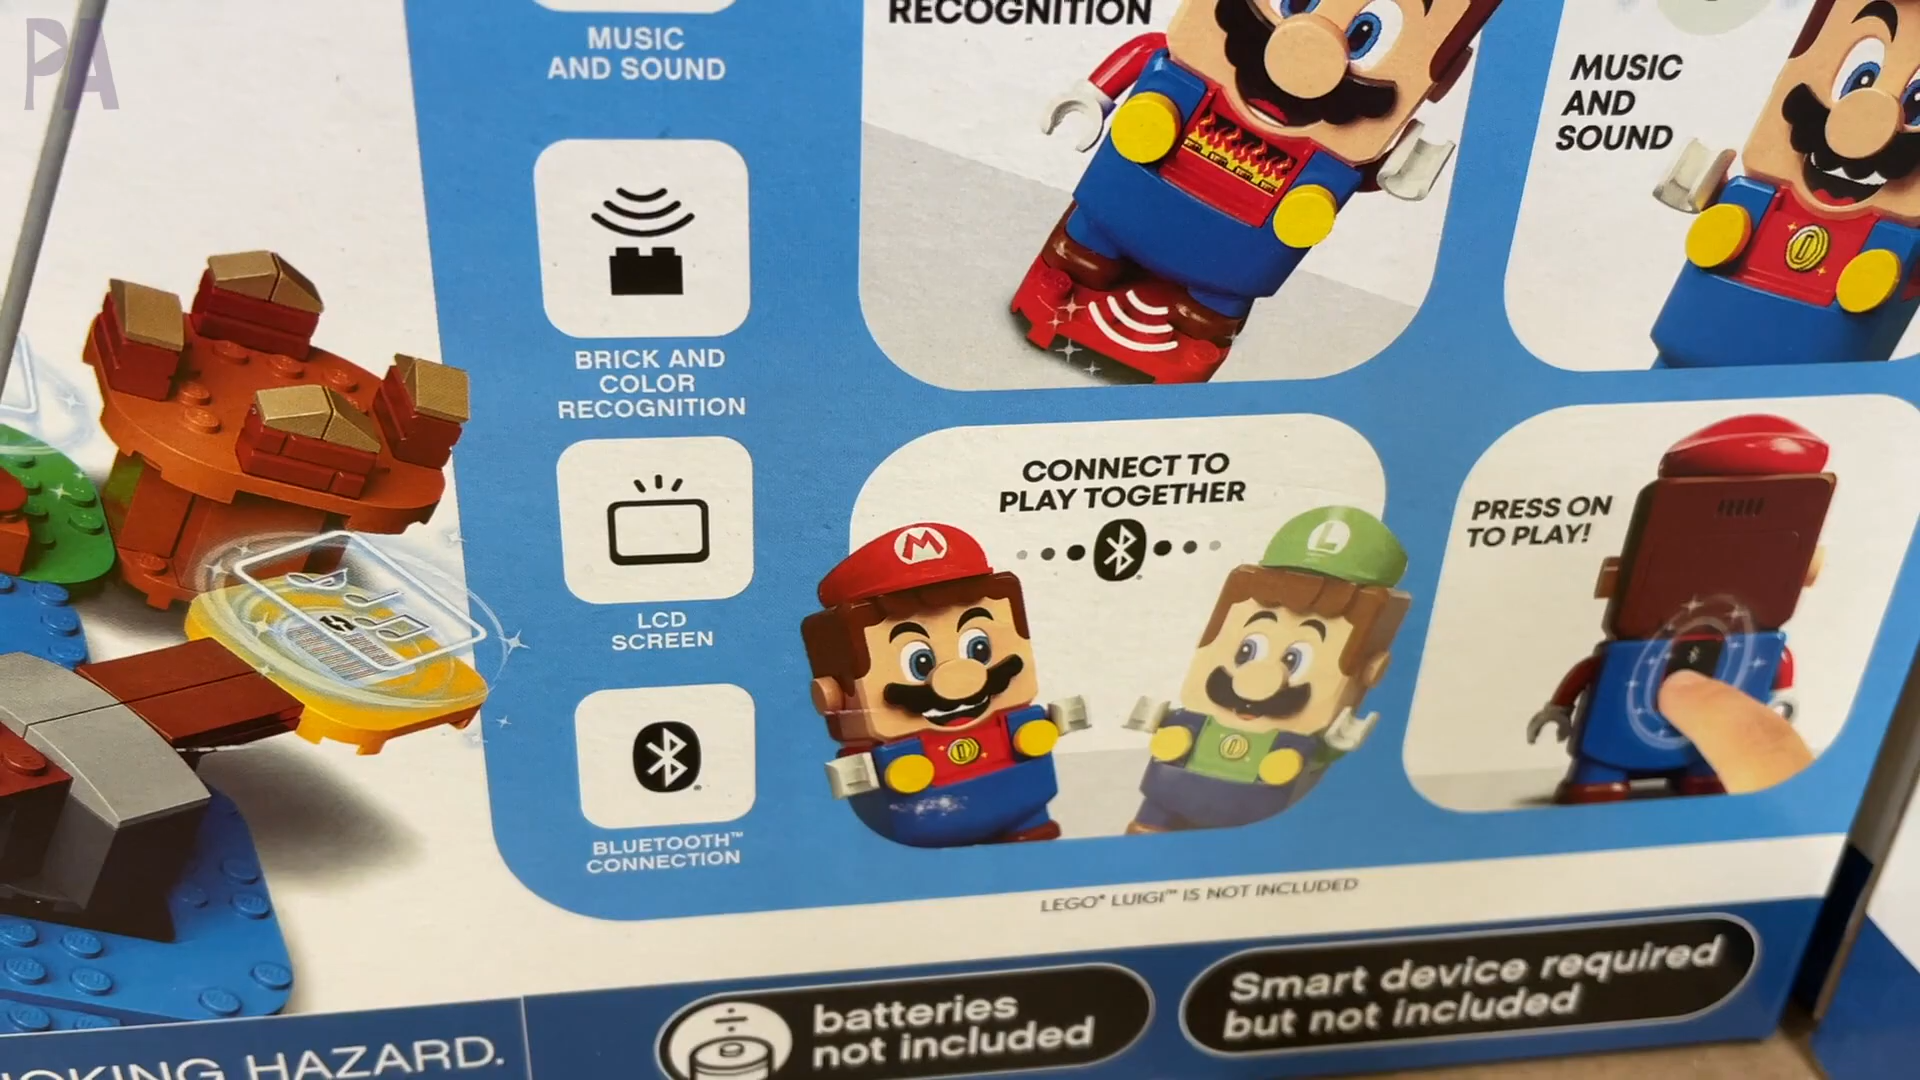 PA
MUSIC
AND SOUND
BRICK AND
COLOR
RECOGNITION
LCD
SCREEN
BLUETOOTH™
CONNECTION
RECOGNITION
MUSIC
AND
SOUND
CONNECT TO
PLAY TOGETHER
M
L
PRESS ON
TO PLAY!
LEGO® LUIGI™ IS NOT INCLUDED
OKING HAZARD.
batteries
not included
Smart device required
but not included